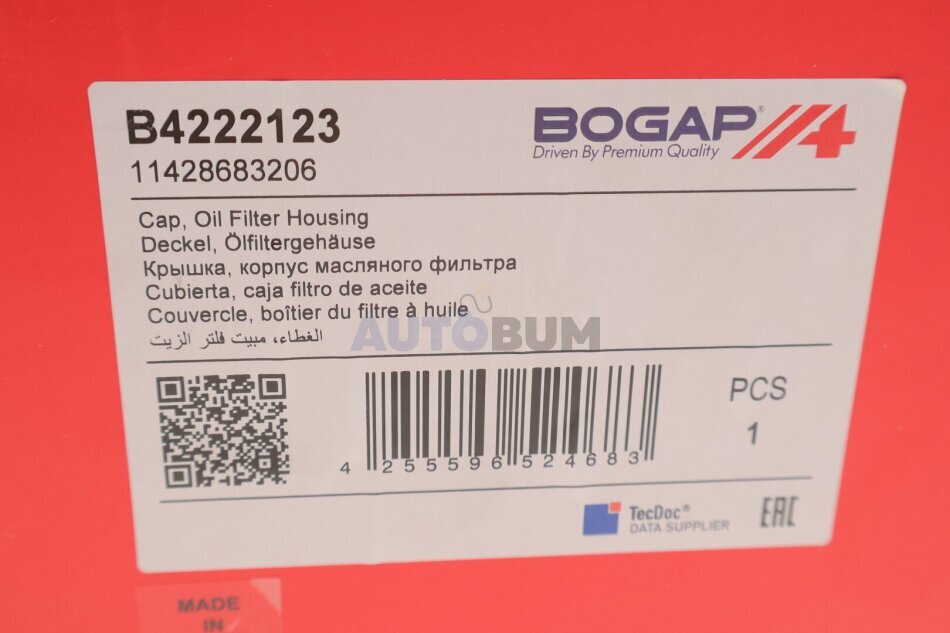 B4222123
11428683206
BOGAP®
Driven By Premium Quality
Cap, Oil Filter Housing
Deckel, Ölfiltergehäuse
Крышка, корпус масляного фильтра
Cubierta, caja filtro de aceite
Couvercle, boîtier du filtre à huile
الغطاء، مبيت فلتر الزيت
AUTOBUM
4 255596 524683
PCS
1
TecDoc®
DATA SUPPLIER
EAC
MADE
IN